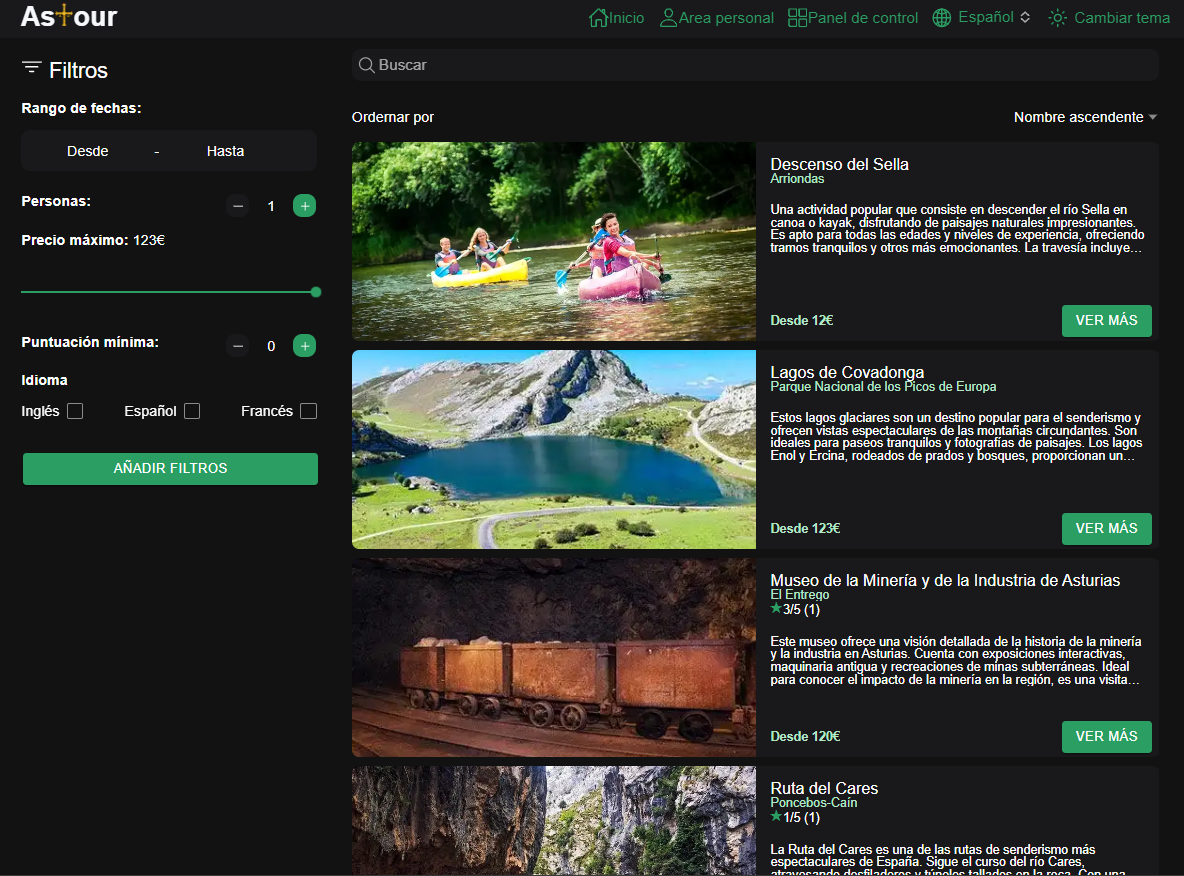 Astour
Inicio
Area personal
Panel de control
Español
Cambiar tema
Filtros
Rango de fechas:
Desde - Hasta
Personas: 1
Precio máximo: 123€
Puntuación mínima: 0
Idioma
Inglés
Español
Francés
AÑADIR FILTROS
Buscar
Ordernar por
Nombre ascendente
Descenso del Sella
Arriondas
Una actividad popular que consiste en descender el río Sella en
canoa o kayak, disfrutando de paisajes naturales impresionantes.
Es apto para todas las edades y niveles de experiencia, ofreciendo
tramos tranquilos y otros más emocionantes. La travesía incluye…
Desde 12€
VER MÁS
Lagos de Covadonga
Parque Nacional de los Picos de Europa
Estos lagos glaciares son un destino popular para el senderismo y
ofrecen vistas espectaculares de las montañas circundantes. Son
ideales para paseos tranquilos y fotografías de paisajes. Los lagos
Enol y Ercina, rodeados de prados y bosques, proporcionan un…
Desde 123€
VER MÁS
Museo de la Minería y de la Industria de Asturias
El Entrego
3/5 (1)
Este museo ofrece una visión detallada de la historia de la minería
y la industria en Asturias. Cuenta con exposiciones interactivas,
maquinaria antigua y recreaciones de minas subterráneas. Ideal
para conocer el impacto de la minería en la región, es una visita…
Desde 120€
VER MÁS
Ruta del Cares
Poncebos-Caín
1/5 (1)
La Ruta del Cares es una de las rutas de senderismo más
espectaculares de España. Sigue el curso del río Cares,
atravesando desfiladeros y túneles tallados en la roca. Con una